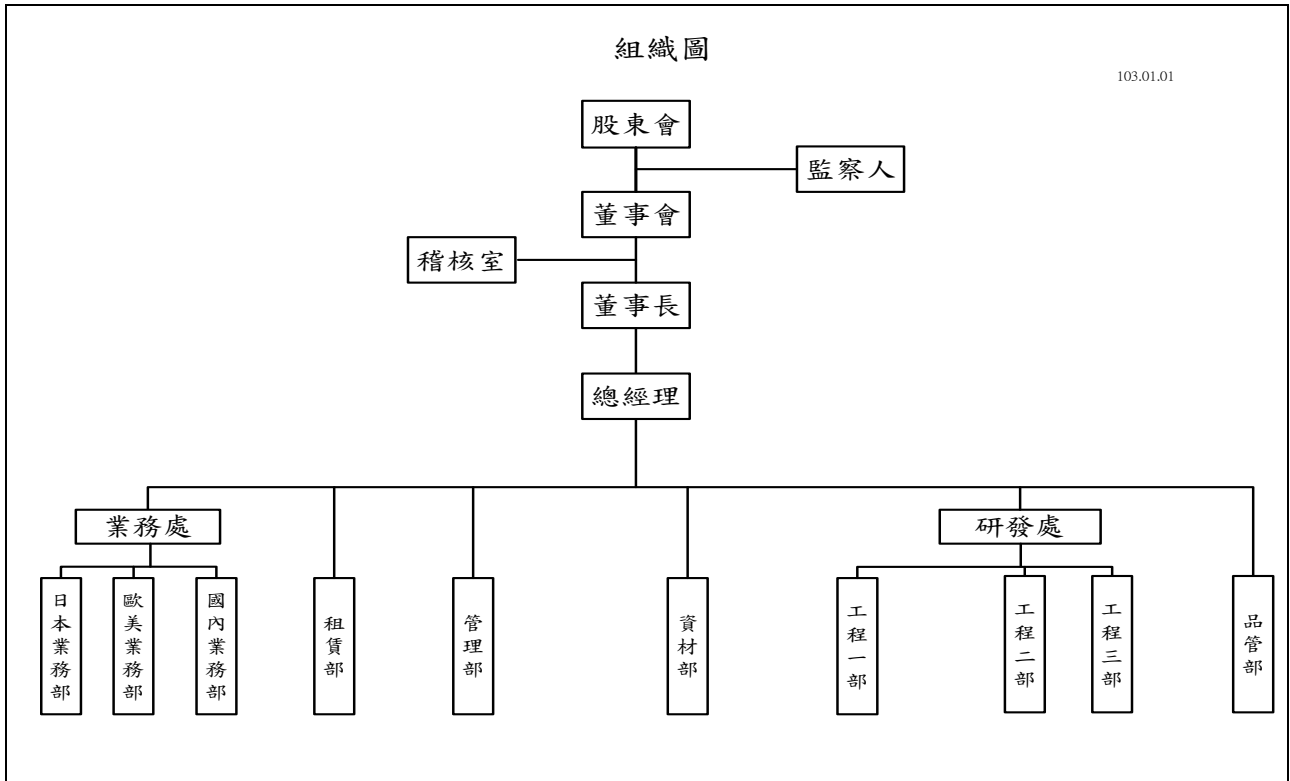 組織圖
103.01.01
股東會
監察人
董事會
稽核室
董事長
總經理
業務處
研發處
日本業務部
歐美業務部
國內業務部
租賃部
管理部
資材部
工程一部
工程二部
工程三部
品管部